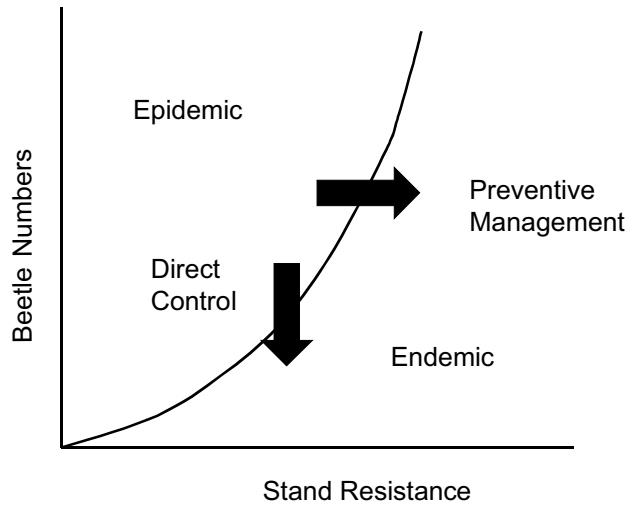 Epidemic
Preventive
Management
Direct
Control
Endemic
Beetle Numbers
Stand Resistance